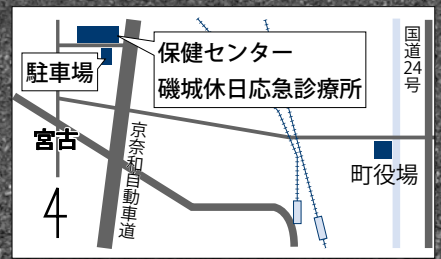 保健センター
磯城休日応急診療所
駐車場
国道24号
宮古
京奈和自動車道
町役場